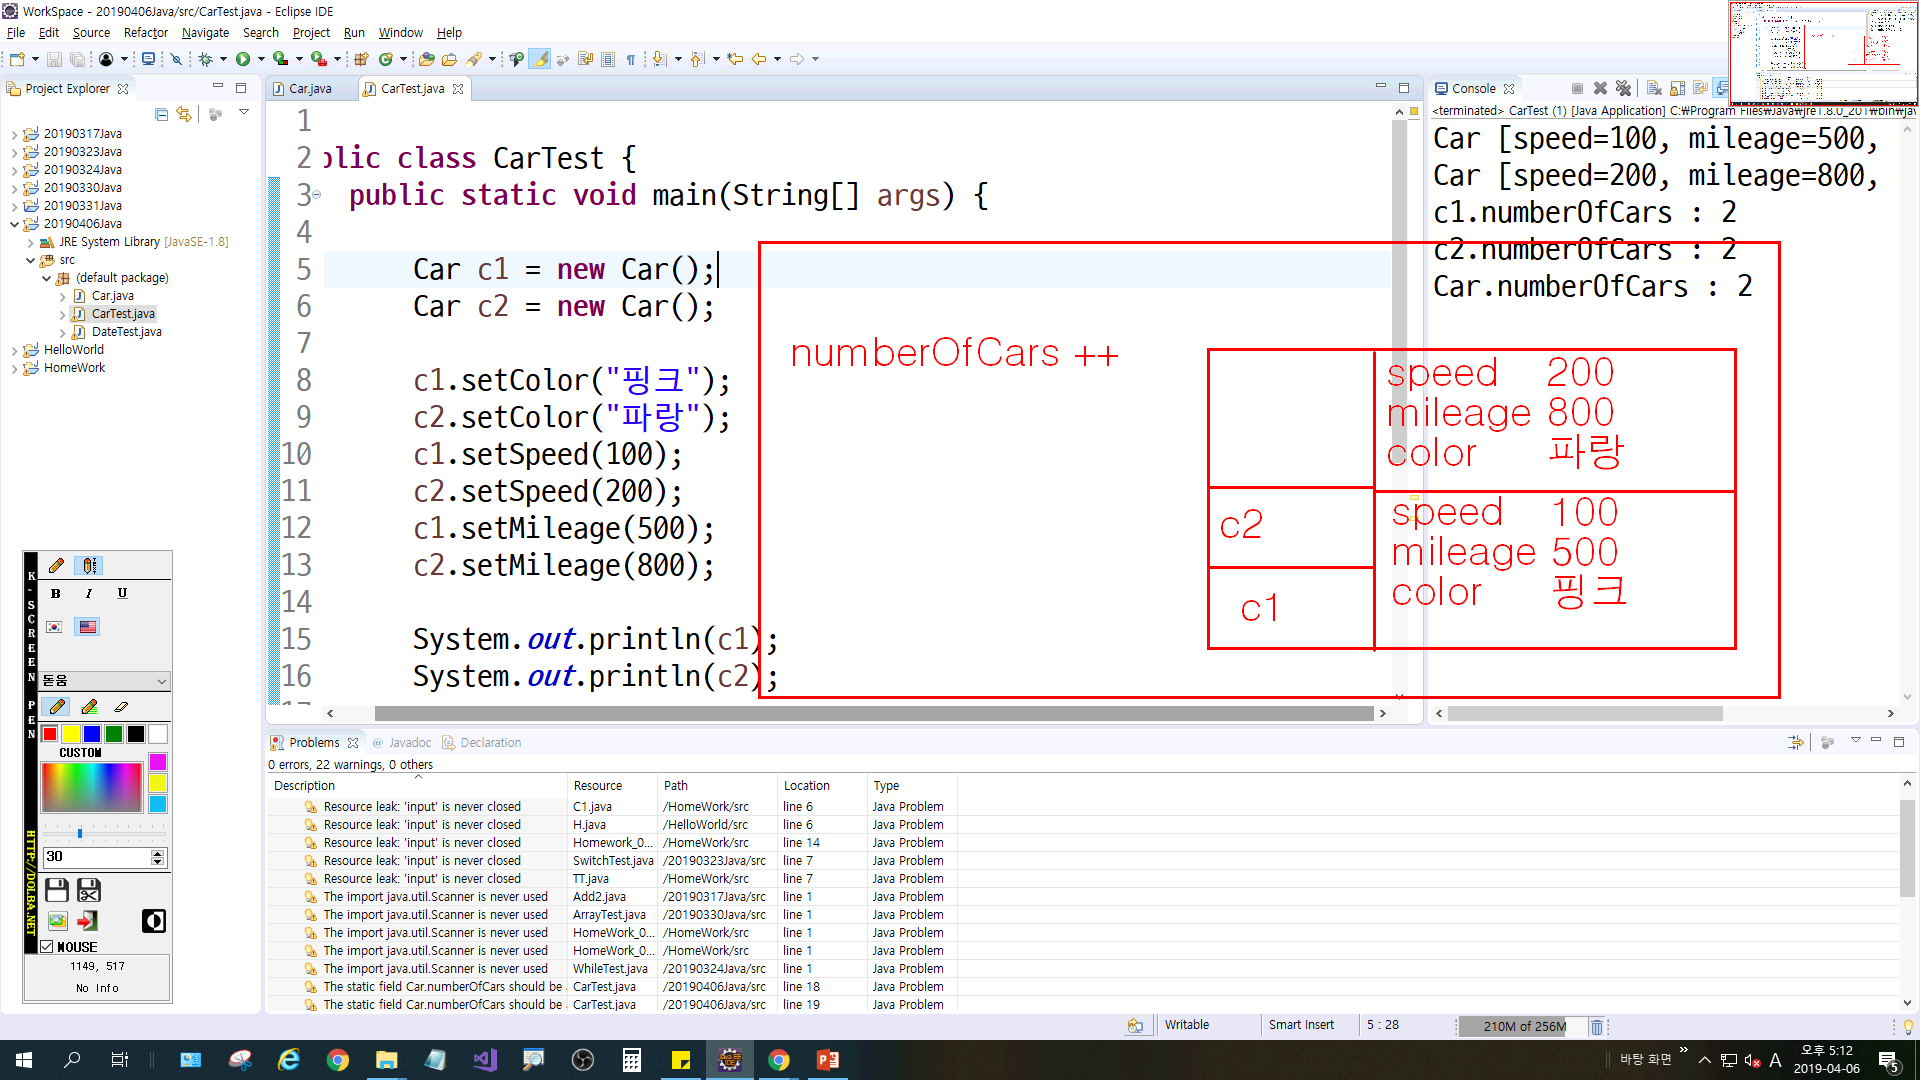 WorkSpace - 20190406Java/src/CarTest.java - Eclipse IDE
File Edit Source Refactor Navigate Search Project Run Window Help
Project Explorer
20190317Java
20190323Java
20190324Java
20190330Java
20190331Java
20190406Java
JRE System Library [JavaSE-1.8]
src
(default package)
Car.java
CarTest.java
DateTest.java
HelloWorld
HomeWork
Car.java CarTest.java
1
2 blic class CarTest {
3 public static void main(String[] args) {
4
5 Car c1 = new Car();
6 Car c2 = new Car();
7
8 c1.setColor("핑크");
9 c2.setColor("파랑");
10 c1.setSpeed(100);
11 c2.setSpeed(200);
12 c1.setMileage(500);
13 c2.setMileage(800);
14
15 System.out.println(c1);
16 System.out.println(c2);
numberOfCars ++
speed 200
mileage 800
color 파랑
c2
speed 100
mileage 500
color 핑크
c1
Console
<terminated> CarTest (1) [Java Application] C:₩Program Files₩Java₩jre1.8.0_201₩bin₩jav
Car [speed=100, mileage=500,
Car [speed=200, mileage=800,
c1.numberOfCars : 2
c2.numberOfCars : 2
Car.numberOfCars : 2
K-SCREEN PEN
HTTP://DOLBA.NET
B I U
돋움
CUSTOM
30
MOUSE
1149, 517
No Info
Problems Javadoc Declaration
0 errors, 22 warnings, 0 others
Description Resource Path Location Type
Resource leak: 'input' is never closed C1.java /HomeWork/src line 6 Java Problem
Resource leak: 'input' is never closed H.java /HelloWorld/src line 6 Java Problem
Resource leak: 'input' is never closed Homework_0... /HomeWork/src line 14 Java Problem
Resource leak: 'input' is never closed SwitchTest.java /20190323Java/src line 7 Java Problem
Resource leak: 'input' is never closed TT.java /HomeWork/src line 7 Java Problem
The import java.util.Scanner is never used Add2.java /20190317Java/src line 1 Java Problem
The import java.util.Scanner is never used ArrayTest.java /20190330Java/src line 1 Java Problem
The import java.util.Scanner is never used HomeWork_0... /HomeWork/src line 1 Java Problem
The import java.util.Scanner is never used HomeWork_0... /HomeWork/src line 1 Java Problem
The import java.util.Scanner is never used WhileTest.java /20190324Java/src line 1 Java Problem
The static field Car.numberOfCars should be CarTest.java /20190406Java/src line 18 Java Problem
The static field Car.numberOfCars should be CarTest.java /20190406Java/src line 19 Java Problem
Writable Smart Insert 5 : 28 210M of 256M
바탕 화면 A 오후 5:12
2019-04-06
5